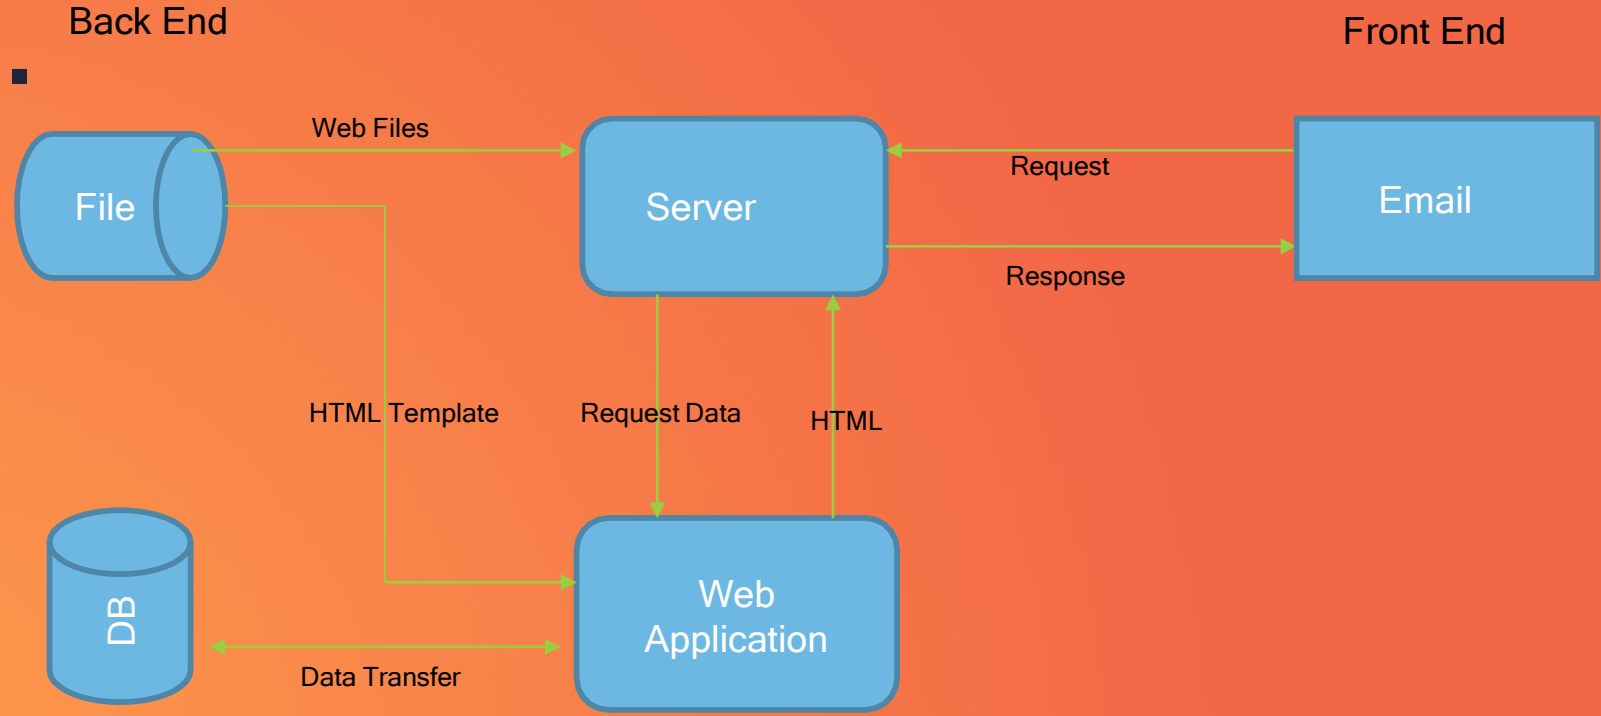 Back End
Front End
Web Files
File
Server
Request
Email
Response
HTML Template
Request Data
HTML
DB
Web
Application
Data Transfer